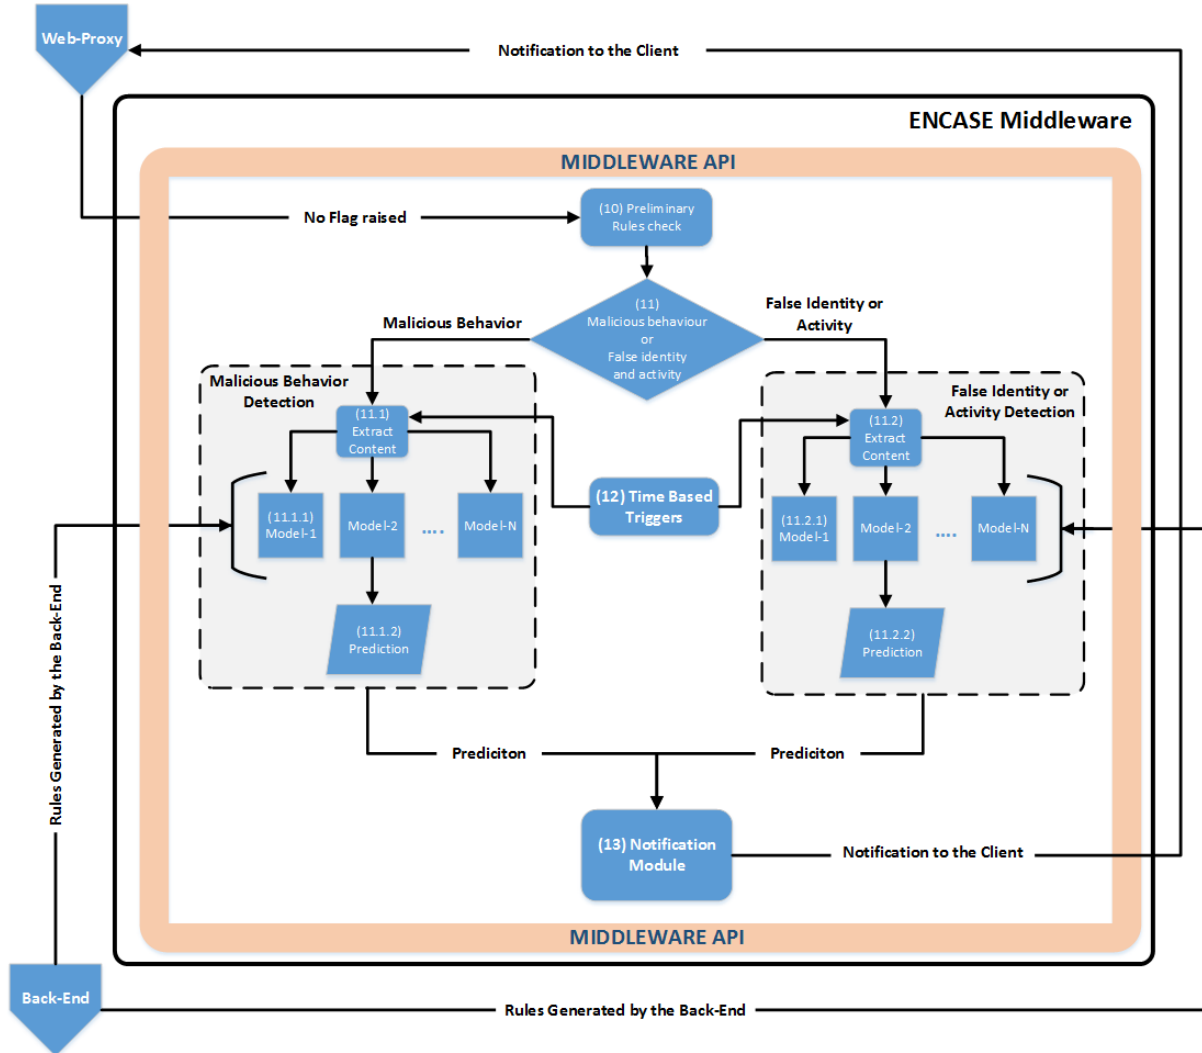 Web-Proxy
Notification to the Client
ENCASE Middleware
MIDDLEWARE API
No Flag raised
(10) Preliminary
Rules check
(11)
Malicious behaviour
or
False identity
and activity
Malicious Behavior
False Identity or
Activity
Malicious Behavior
Detection
False Identity or
Activity Detection
(11.1)
Extract
Content
(11.2)
Extract
Content
(12) Time Based
Triggers
(11.1.1)
Model-1
Model-2
....
Model-N
(11.2.1)
Model-1
Model-2
....
Model-N
(11.1.2)
Prediction
(11.2.2)
Prediction
Rules Generated by the Back-End
Prediciton
Prediciton
(13) Notification
Module
Notification to the Client
MIDDLEWARE API
Back-End
Rules Generated by the Back-End